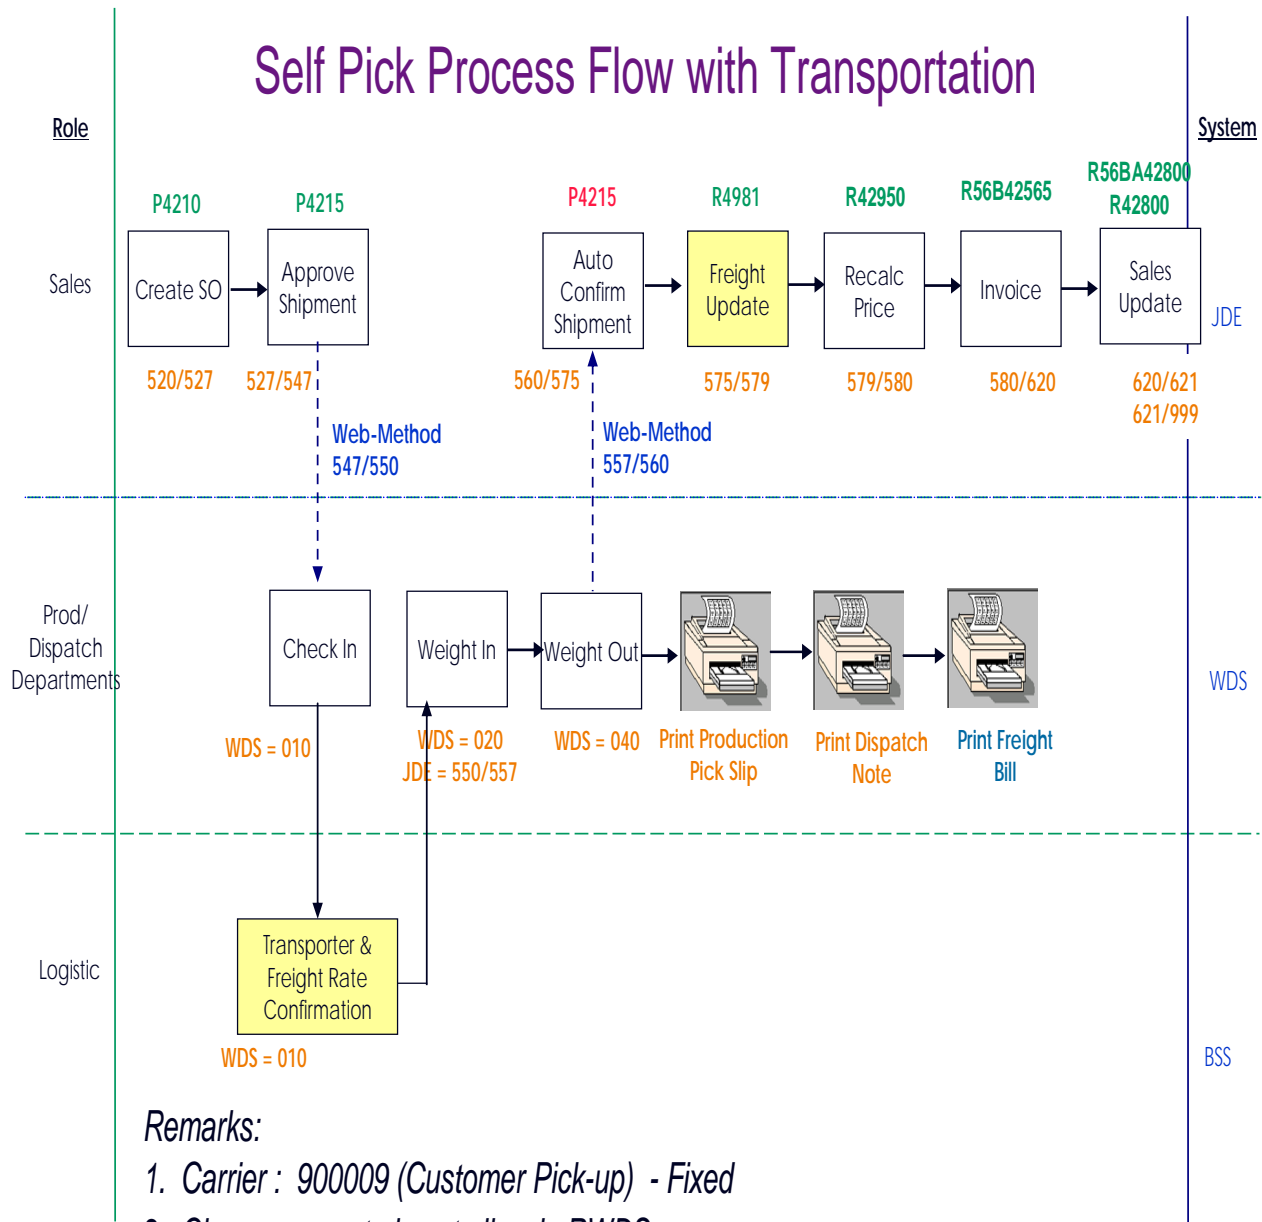 Self Pick Process Flow with Transportation
Role
System
P4210
P4215
P4215
R4981
R42950
R56B42565
R56BA42800
R42800
Sales
Create SO
Approve
Shipment
Auto
Confirm
Shipment
Freight
Update
Recalc
Price
Invoice
Sales
Update
JDE
520/527
527/547
560/575
575/579
579/580
580/620
620/621
621/999
Web-Method
547/550
Web-Method
557/560
Prod/
Dispatch
Departments
Check In
Weight In
Weight Out
WDS
WDS = 010
WDS = 020
JDE = 550/557
WDS = 040
Print Production
Pick Slip
Print Dispatch
Note
Print Freight
Bill
Logistic
Transporter &
Freight Rate
Confirmation
WDS = 010
BSS
Remarks:
1. Carrier : 900009 (Customer Pick-up) - Fixed